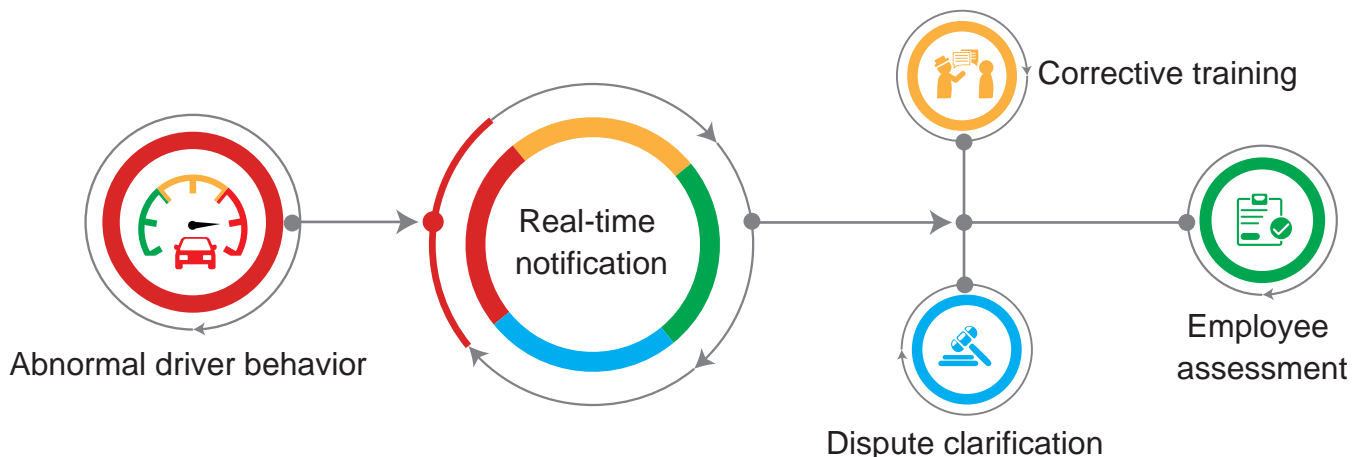 Corrective training
Real-time
notification
Abnormal driver behavior
Employee
assessment
Dispute clarification